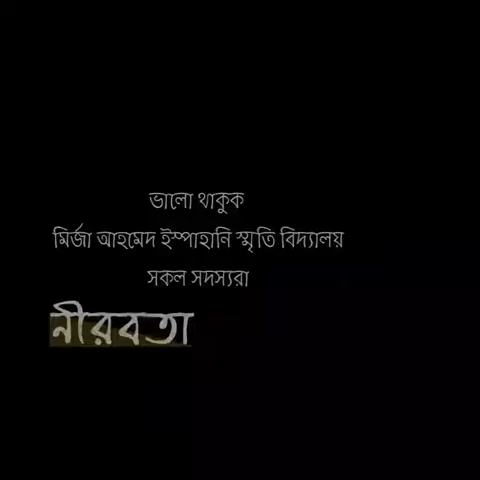 ভালো থাকুক
মির্জা আহমেদ ইস্পাহানি স্মৃতি বিদ্যালয়
সকল সদস্যরা
নীরবতা